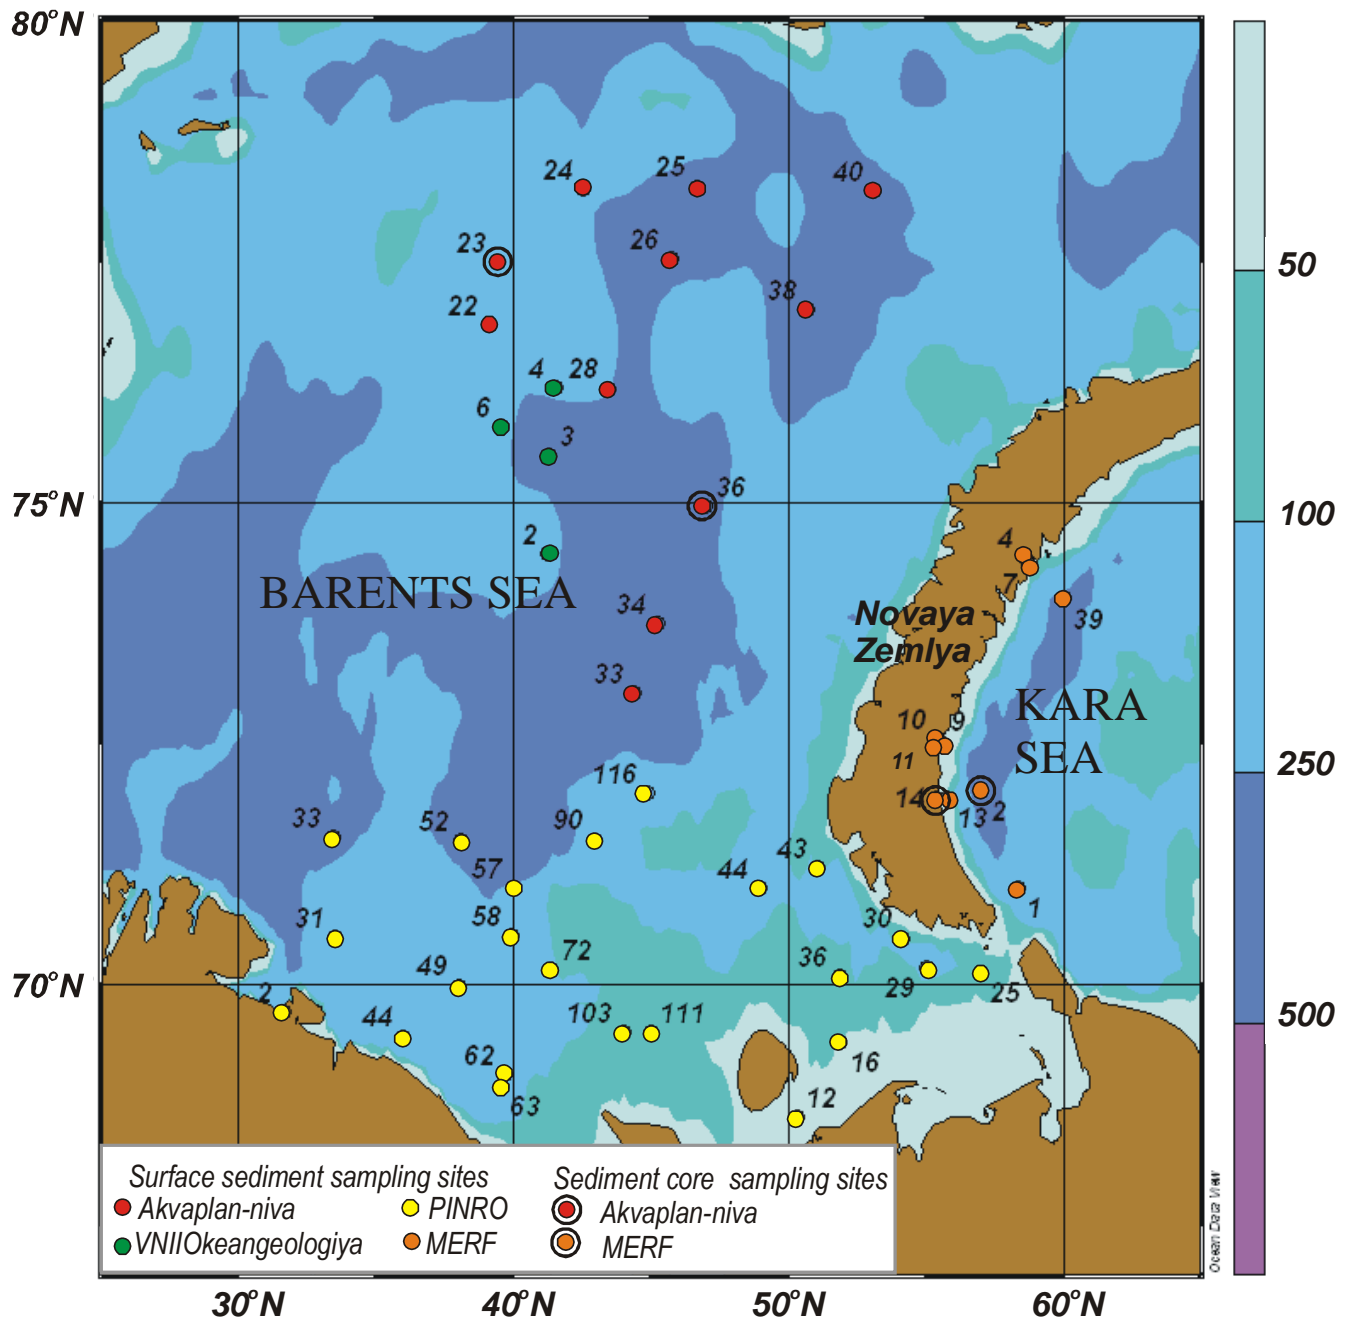 80°N
24
25
40
23
26
50
38
22
4
28
6
3
36
75°N
100
2
4
7
BARENTS SEA
34
Novaya
Zemlya
39
33
KARA
SEA
10
9
11
250
116
14
13
2
33
52
90
43
57
44
1
31
58
30
72
36
49
29
25
70°N
2
44
103
111
500
16
62
63
12
Surface sediment sampling sites
Sediment core sampling sites
Akvaplan-niva
PINRO
Akvaplan-niva
VNIIOkeangeologiya
MERF
MERF
Ocean Data View
30°N
40°N
50°N
60°N